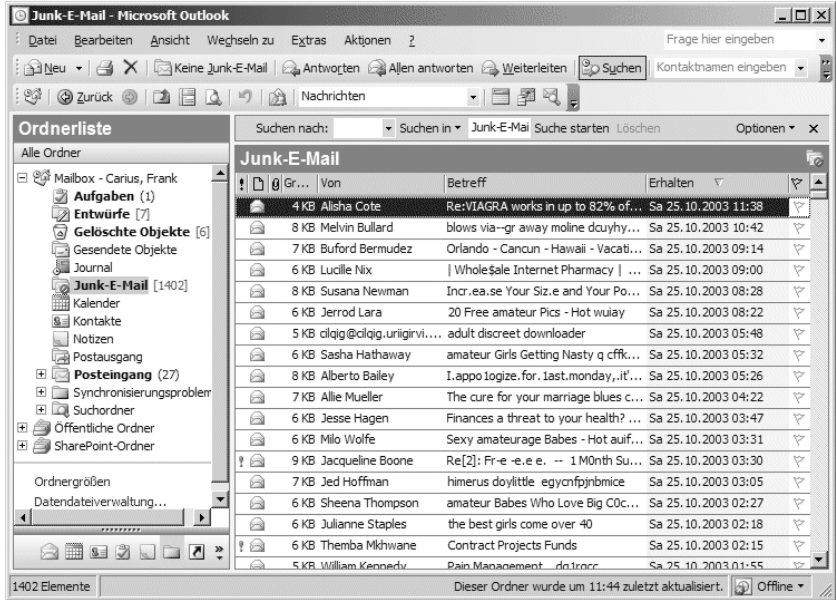 Junk-E-Mail - Microsoft Outlook
Datei Bearbeiten Ansicht Wechseln zu Extras Aktionen ? Frage hier eingeben
Neu Keine Junk-E-Mail Antworten Allen antworten Weiterleiten Suchen Kontaktnamen eingeben
Zurück Nachrichten
Ordnerliste
Alle Ordner
Mailbox - Carius, Frank
Aufgaben (1)
Entwürfe [7]
Gelöschte Objekte [6]
Gesendete Objekte
Journal
Junk-E-Mail [1402]
Kalender
Kontakte
Notizen
Postausgang
Posteingang (27)
Synchronisierungsproblem
Suchordner
Öffentliche Ordner
SharePoint-Ordner
Ordnergrößen
Datendateiverwaltung...
Suchen nach: Suchen in Junk-E-Mai Suche starten Löschen Optionen
Junk-E-Mail
! Gr... Von Betreff Erhalten
4 KB Alisha Cote Re:VIAGRA works in up to 82% of... Sa 25.10.2003 11:38
8 KB Melvin Bullard blows via--gr away moline dcuyhy... Sa 25.10.2003 10:42
7 KB Buford Bermudez Orlando - Cancun - Hawaii - Vacati... Sa 25.10.2003 09:14
6 KB Lucille Nix | Whole$ale Internet Pharmacy | ... Sa 25.10.2003 09:00
8 KB Susana Newman Incr.ea.se Your Siz.e and Your Po... Sa 25.10.2003 08:28
6 KB Jerrod Lara 20 Free amateur Pics - Hot wuiay Sa 25.10.2003 08:22
5 KB cilqig@cilqig.uriigirvi.... adult discreet downloader Sa 25.10.2003 05:48
6 KB Sasha Hathaway amateur Girls Getting Nasty q cffk... Sa 25.10.2003 05:32
8 KB Alberto Bailey I.appo1ogize.for.1ast.monday,.it'... Sa 25.10.2003 05:26
7 KB Allie Mueller The cure for your marriage blues c... Sa 25.10.2003 04:22
6 KB Jesse Hagen Finances a threat to your health? ... Sa 25.10.2003 03:47
6 KB Milo Wolfe Sexy amateurage Babes - Hot auif... Sa 25.10.2003 03:31
! 9 KB Jacqueline Boone Re[2]: Fr-e -e.e e. -- 1 M0nth Su... Sa 25.10.2003 03:30
7 KB Jed Hoffman himerus doylittle egycnfpjnbmice Sa 25.10.2003 03:05
6 KB Sheena Thompson amateur Babes Who Love Big C0c... Sa 25.10.2003 02:27
6 KB Julianne Staples the best girls come over 40 Sa 25.10.2003 02:18
! 6 KB Themba Mkhwane Contract Projects Funds Sa 25.10.2003 02:15
5 KB William Kennedy Pain Management Sa 25.10.2003 01:55
1402 Elemente Dieser Ordner wurde um 11:44 zuletzt aktualisiert. Offline